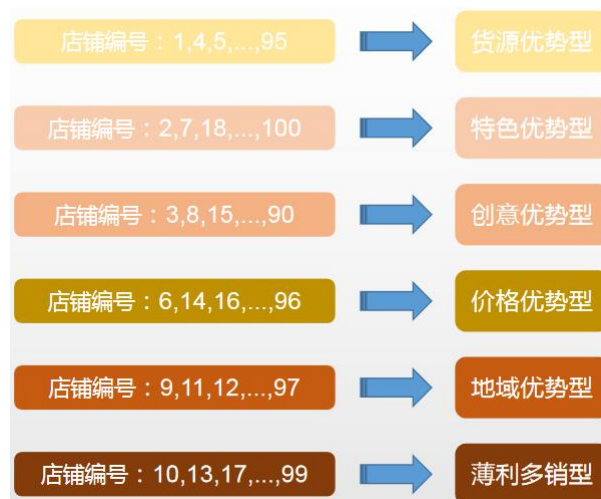 店铺编号：1,4,5,...,95 货源优势型
店铺编号：2,7,18,...,100 特色优势型
店铺编号：3,8,15,...,90 创意优势型
店铺编号：6,14,16,...,96 价格优势型
店铺编号：9,11,12,...,97 地域优势型
店铺编号：10,13,17,...,99 薄利多销型